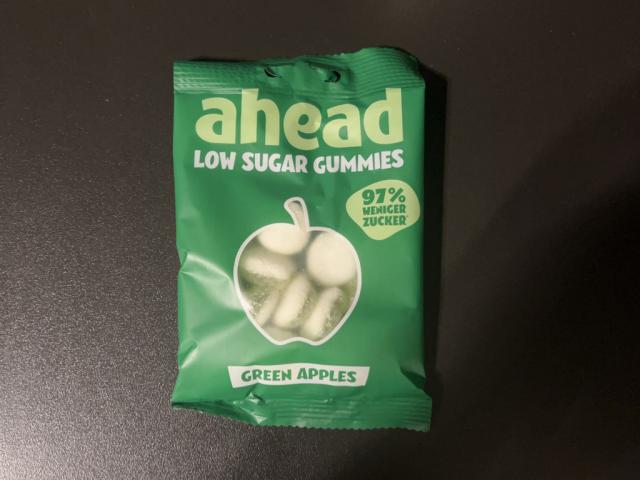 ahead
LOW SUGAR GUMMIES
97%
WENIGER
ZUCKER*
GREEN APPLES